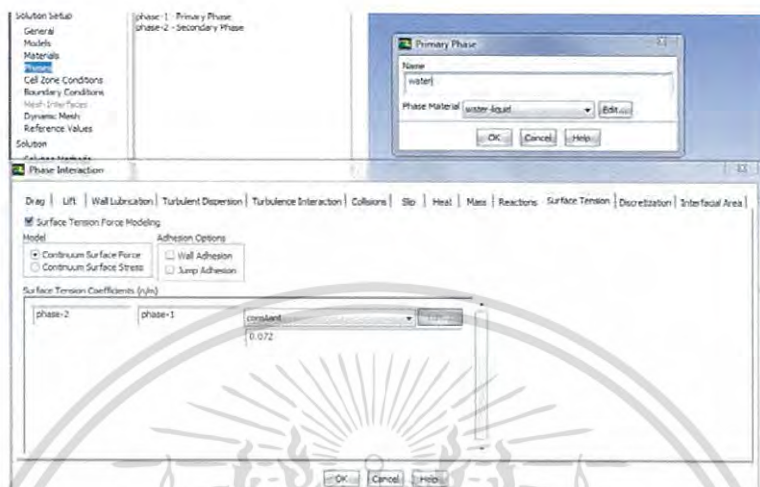 Solution Setup
General
Models
Materials
Phases
Cell Zone Conditions
Boundary Conditions
Mesh Interfaces
Dynamic Mesh
Reference Values
Solution
Solution Methods
phase-1 - Primary Phase
phase-2 - Secondary Phase
Primary Phase
Name
water
Phase Material water-liquid Edit...
OK Cancel Help
Phase Interaction
Drag Lift Wall Lubrication Turbulent Dispersion Turbulence Interaction Collisions Slip Heat Mass Reactions Surface Tension Discretization Interfacial Area
Surface Tension Force Modeling
Model Adhesion Options
Continuum Surface Force Wall Adhesion
Continuum Surface Stress Jump Adhesion
Surface Tension Coefficients (n/m)
phase-2 phase-1 constant Edit...
0.072
OK Cancel Help